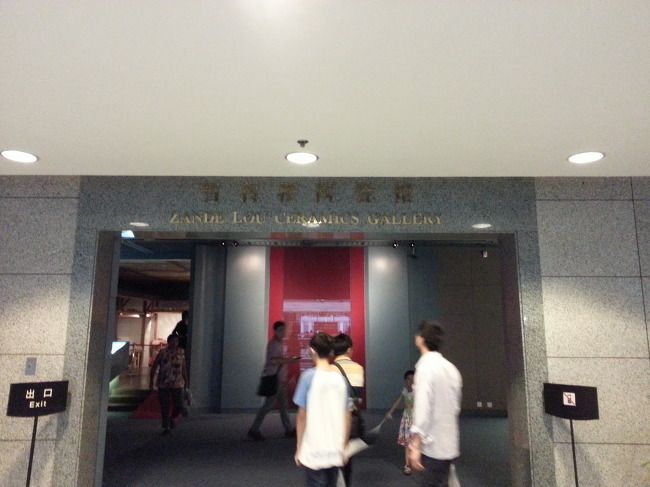 ZANDE LOU CERAMICS GALLERY
出口
Exit